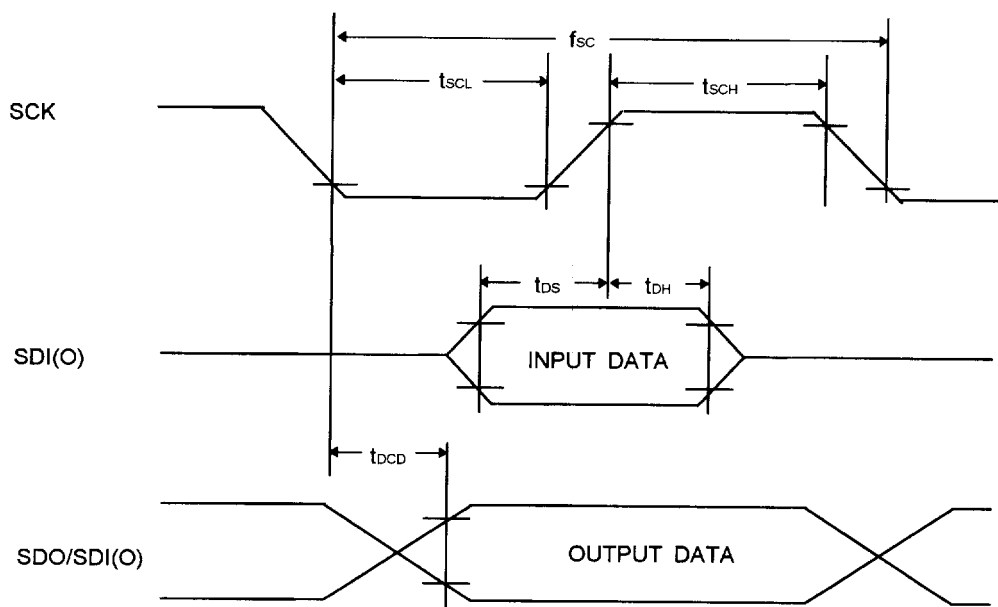 fSC
tSCL
tSCH
SCK
tDS
tDH
SDI(O)
INPUT DATA
tDCD
SDO/SDI(O)
OUTPUT DATA